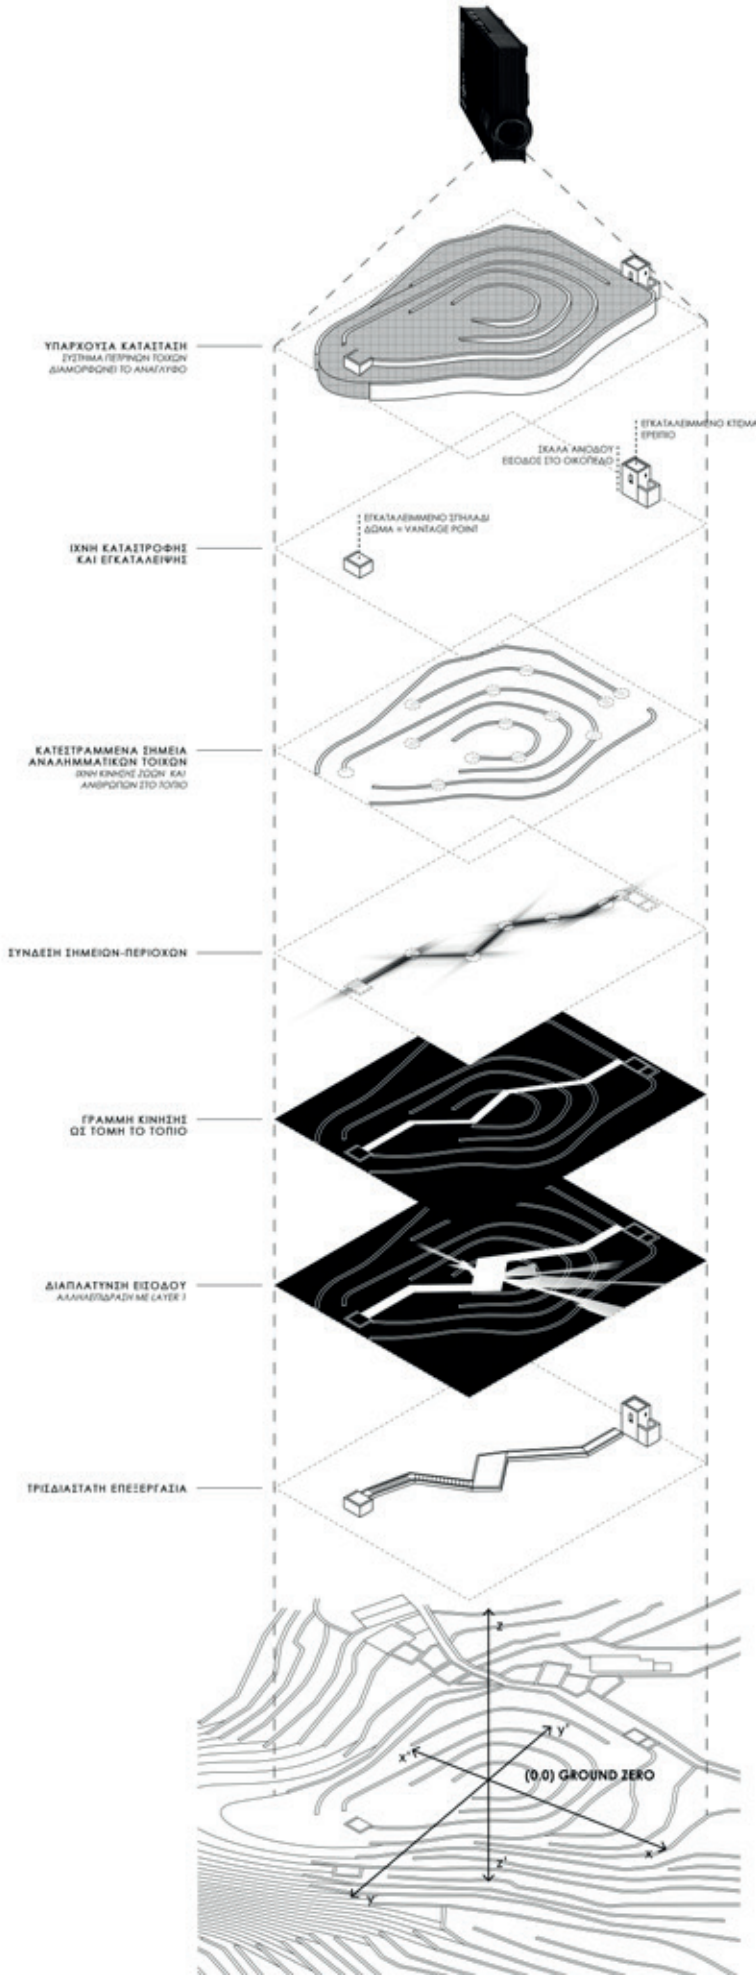 ΥΠΑΡΧΟΥΣΑ ΚΑΤΑΣΤΑΣΗ
ΣΥΣΤΗΜΑ ΠΕΤΡΙΝΩΝ ΤΟΙΧΩΝ
ΔΙΑΜΟΡΦΩΝΕΙ ΤΟ ΑΝΑΓΛΥΦΟ
ΕΓΚΑΤΑΛΕΙΜΜΕΝΟ ΚΤΙΣΜΑ
ΕΡΕΙΠΙΟ
ΣΚΑΛΑ ΑΝΟΔΟΥ
ΕΙΣΟΔΟΣ ΣΤΟ ΟΙΚΟΠΕΔΟ
ΕΓΚΑΤΑΛΕΙΜΜΕΝΟ ΣΠΗΛΑΔΙ
ΔΩΜΑ = VANTAGE POINT
ΙΧΝΗ ΚΑΤΑΣΤΡΟΦΗΣ
ΚΑΙ ΕΓΚΑΤΑΛΕΙΨΗΣ
ΚΑΤΕΣΤΡΑΜΜΕΝΑ ΣΗΜΕΙΑ
ΑΝΑΛΗΜΜΑΤΙΚΩΝ ΤΟΙΧΩΝ
ΙΧΝΗ ΚΙΝΗΣΗΣ ΖΩΩΝ ΚΑΙ
ΑΝΘΡΩΠΩΝ ΣΤΟ ΤΟΠΙΟ
ΣΥΝΔΕΣΗ ΣΗΜΕΙΩΝ-ΠΕΡΙΟΧΩΝ
ΓΡΑΜΜΗ ΚΙΝΗΣΗΣ
ΩΣ ΤΟΜΗ ΤΟ ΤΟΠΙΟ
ΔΙΑΠΛΑΤΥΝΣΗ ΕΙΣΟΔΟΥ
ΑΛΛΗΛΕΠΙΔΡΑΣΗ ΜΕ LAYER 1
ΤΡΙΣΔΙΑΣΤΑΤΗ ΕΠΕΞΕΡΓΑΣΙΑ
z
y'
x'
(0.0) GROUND ZERO
x
z'
y